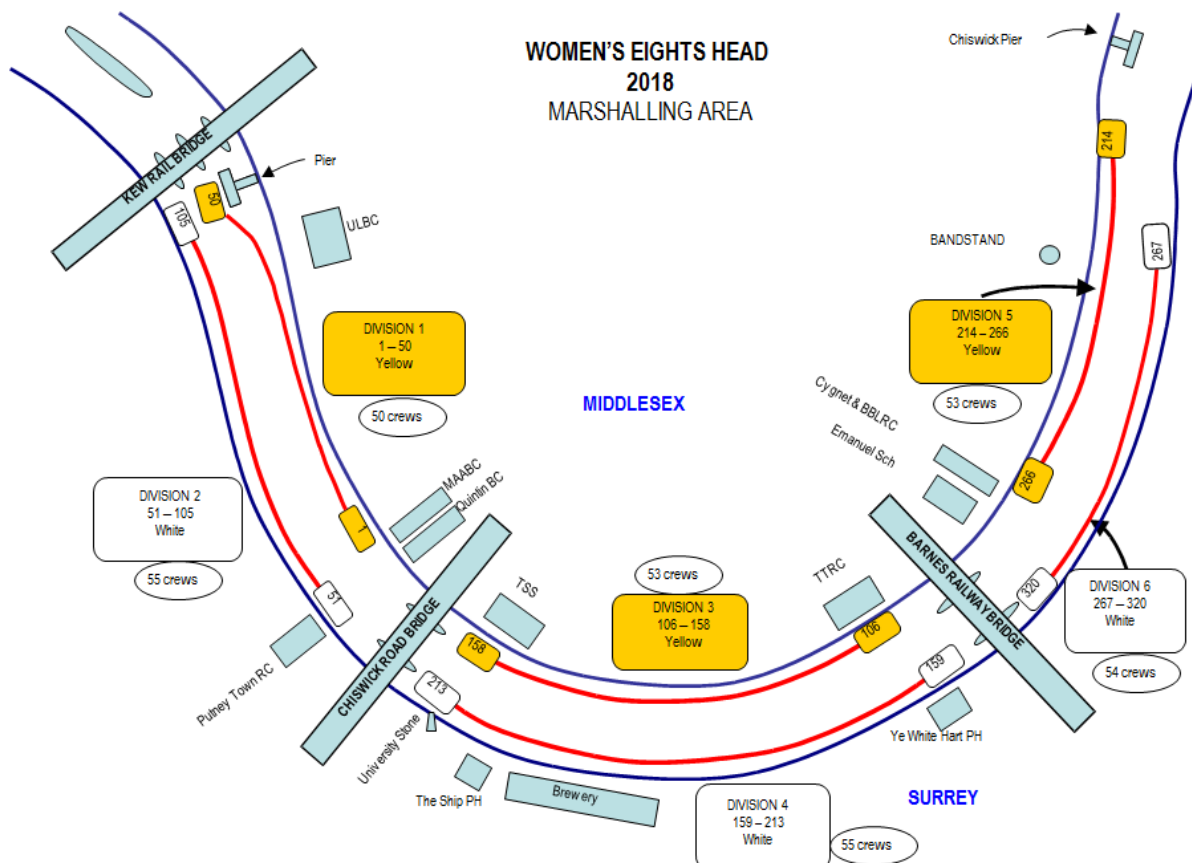 WOMEN'S EIGHTS HEAD
2018
MARSHALLING AREA
Chiswick Pier
KEW RAIL BRIDGE
Pier
ULBC
50
105
214
267
BANDSTAND
DIVISION 1
1 – 50
Yellow
50 crews
DIVISION 5
214 – 266
Yellow
53 crews
MIDDLESEX
Cygnet & BBLRC
Emanuel Sch
266
MAABC
Quintin BC
1
DIVISION 2
51 – 105
White
55 crews
51
Putney Town RC
CHISWICK ROAD BRIDGE
TSS
158
213
University Stone
The Ship PH
Brewery
53 crews
DIVISION 3
106 – 158
Yellow
TTRC
106
159
BARNES RAILWAY BRIDGE
320
DIVISION 6
267 – 320
White
54 crews
Ye White Hart PH
SURREY
DIVISION 4
159 – 213
White
55 crews